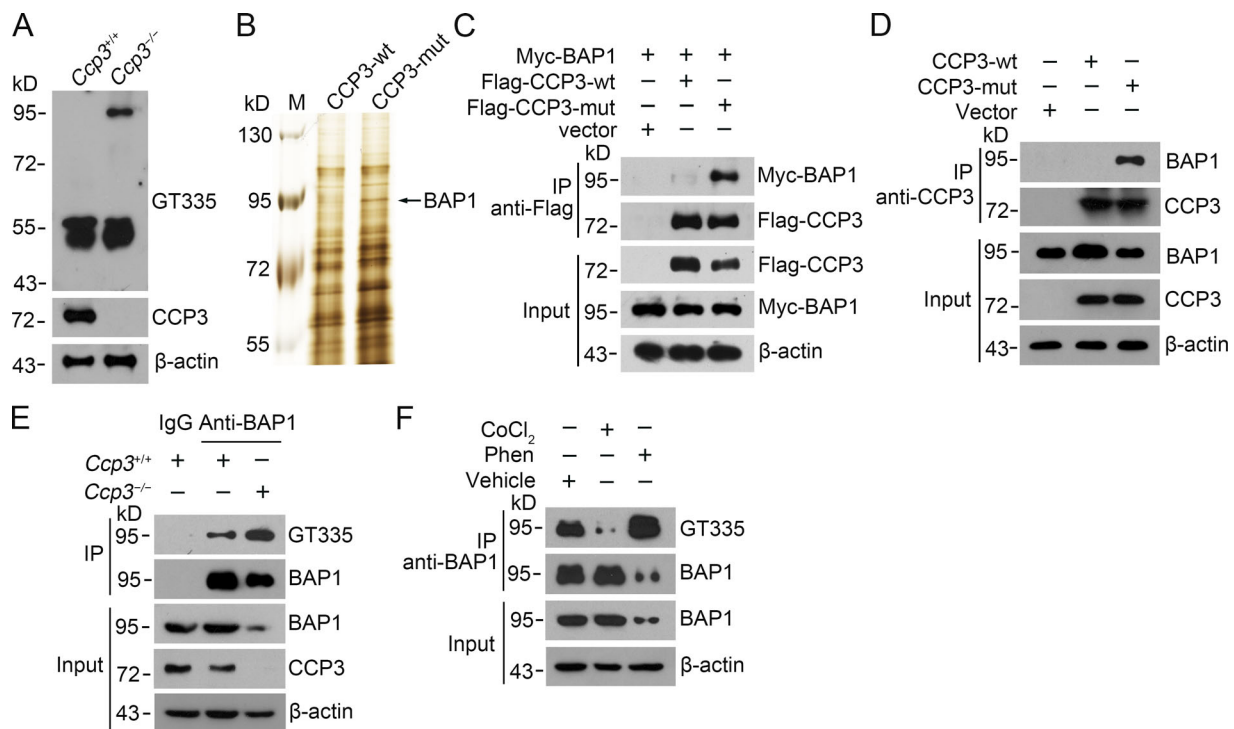 A
Ccp3+/+
Ccp3−/−
kD
95
72
GT335
55
43
72
CCP3
43
β-actin
B
CCP3-wt
CCP3-mut
kD M
130
95
BAP1
72
55
C
Myc-BAP1 + + +
Flag-CCP3-wt − + −
Flag-CCP3-mut − − +
vector + − −
kD
IP
anti-Flag
95 Myc-BAP1
72 Flag-CCP3
Input
72 Flag-CCP3
95 Myc-BAP1
43 β-actin
D
CCP3-wt − + −
CCP3-mut − − +
Vector + − −
kD
IP
anti-CCP3
95 BAP1
72 CCP3
Input
95 BAP1
72 CCP3
43 β-actin
E
IgG Anti-BAP1
Ccp3+/+ + + −
Ccp3−/− − − +
kD
IP
95 GT335
95 BAP1
Input
95 BAP1
72 CCP3
43 β-actin
F
CoCl2 − + −
Phen − − +
Vehicle + − −
kD
IP
anti-BAP1
95 GT335
95 BAP1
Input
95 BAP1
43 β-actin